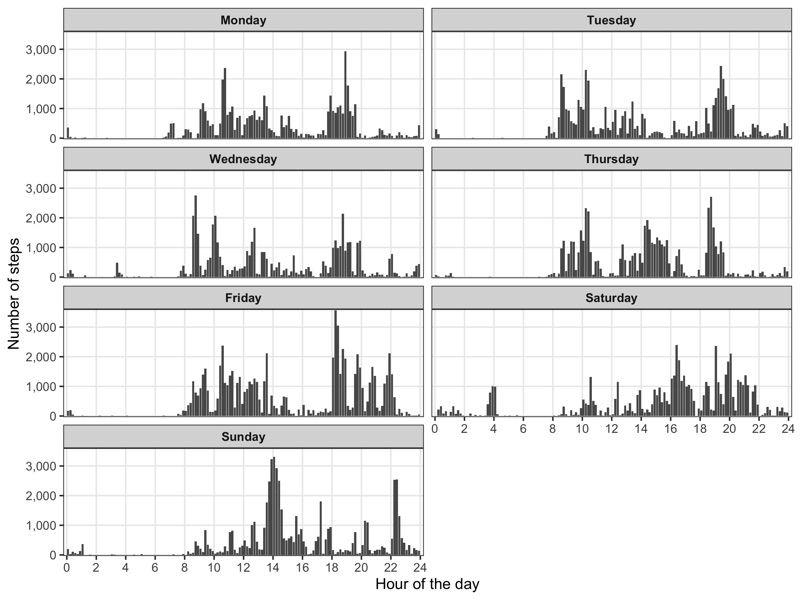 Monday
Tuesday
3,000
2,000
1,000
0
Wednesday
Thursday
3,000
2,000
1,000
0
Friday
Saturday
3,000
2,000
1,000
0
0 2 4 6 8 10 12 14 16 18 20 22 24
Sunday
3,000
2,000
1,000
0
0 2 4 6 8 10 12 14 16 18 20 22 24
Number of steps
Hour of the day